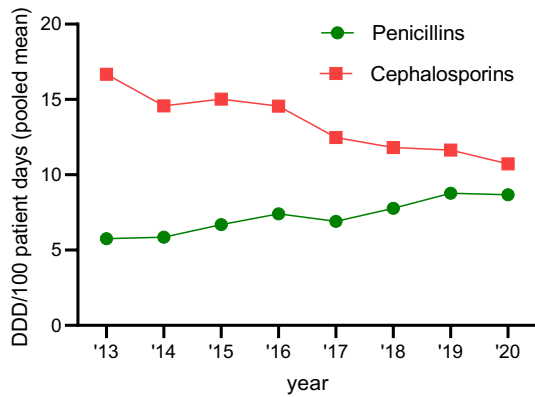 DDD/100 patient days (pooled mean)
20
15
10
5
0
Penicillins
Cephalosporins
'13 '14 '15 '16 '17 '18 '19 '20
year